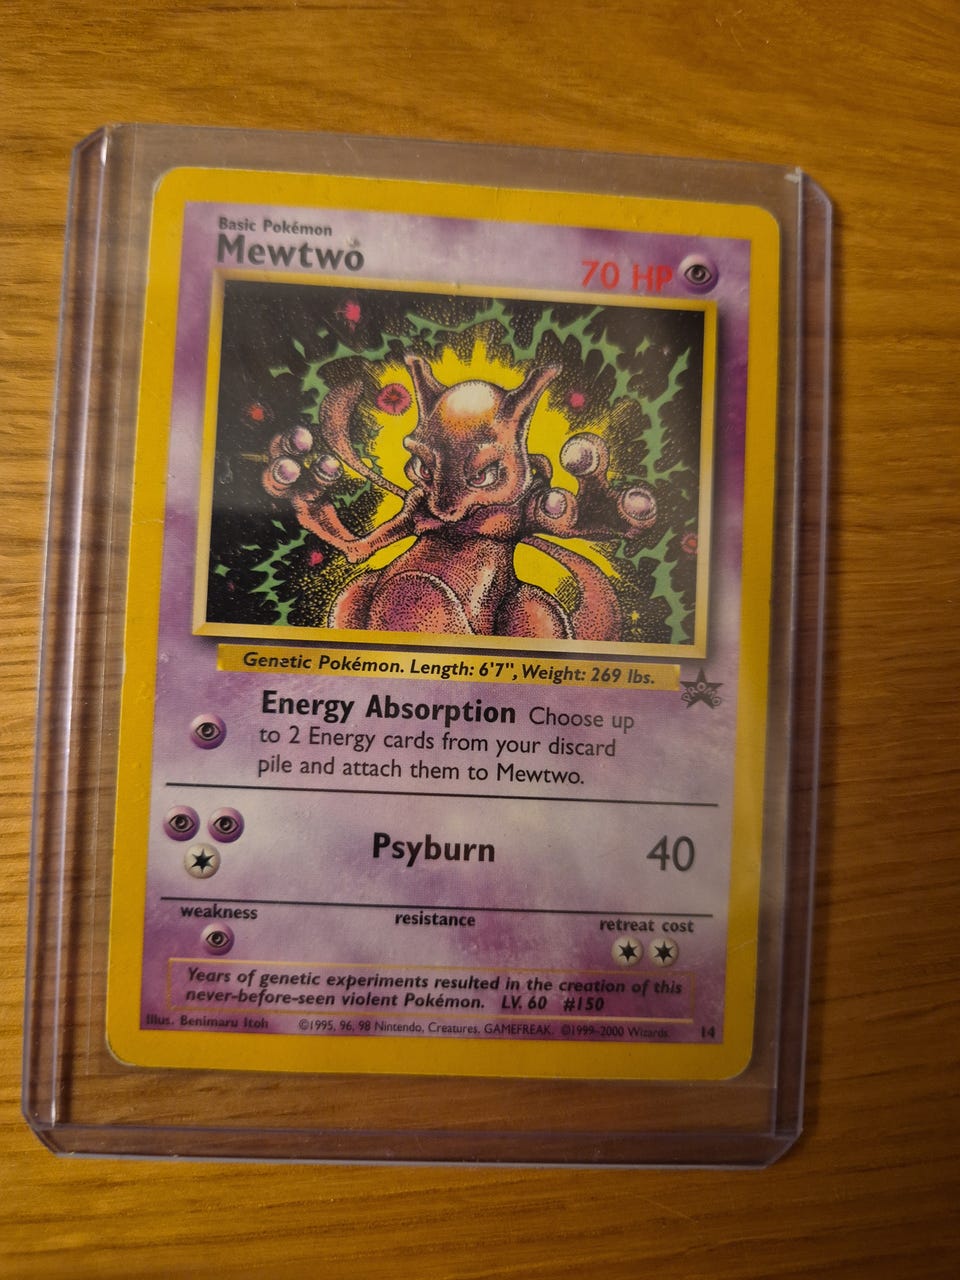 Basic Pokémon
Mewtwo
70 HP
Genetic Pokémon. Length: 6'7", Weight: 269 lbs.
PROMO
Energy Absorption Choose up
to 2 Energy cards from your discard
pile and attach them to Mewtwo.
Psyburn 40
weakness resistance retreat cost
Years of genetic experiments resulted in the creation of this
never-before-seen violent Pokémon. LV. 60 #150
Illus. Benimaru Itoh ©1995, 96, 98 Nintendo, Creatures, GAMEFREAK. ©1999-2000 Wizards. 14